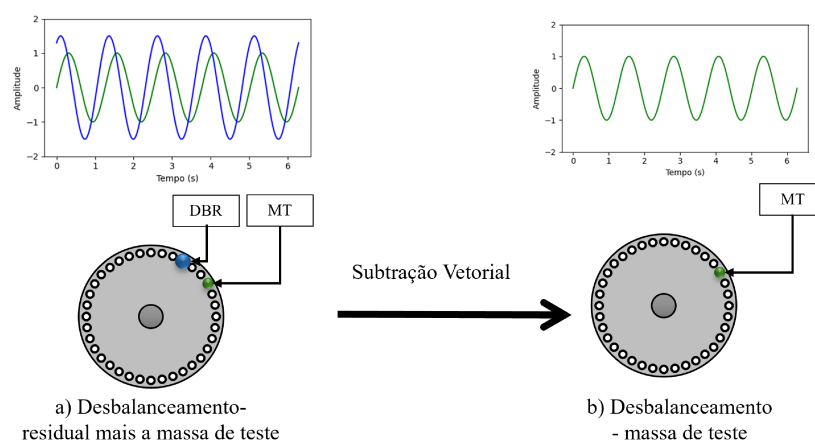 2
1
0
−1
−2
Amplitude
0 1 2 3 4 5 6
Tempo (s)
2
1
0
−1
−2
Amplitude
0 1 2 3 4 5 6
Tempo (s)
DBR
MT
MT
Subtração Vetorial
a) Desbalanceamento-
residual mais a massa de teste
b) Desbalanceamento
- massa de teste